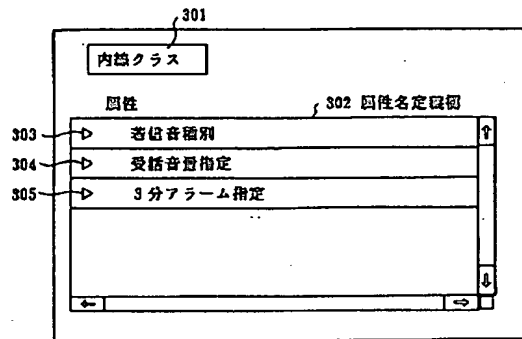 301
内線クラス
属性
302 属性名定義欄
303 ▷ 着信音種別
304 ▷ 受話音量指定
305 ▷ 3分アラーム指定